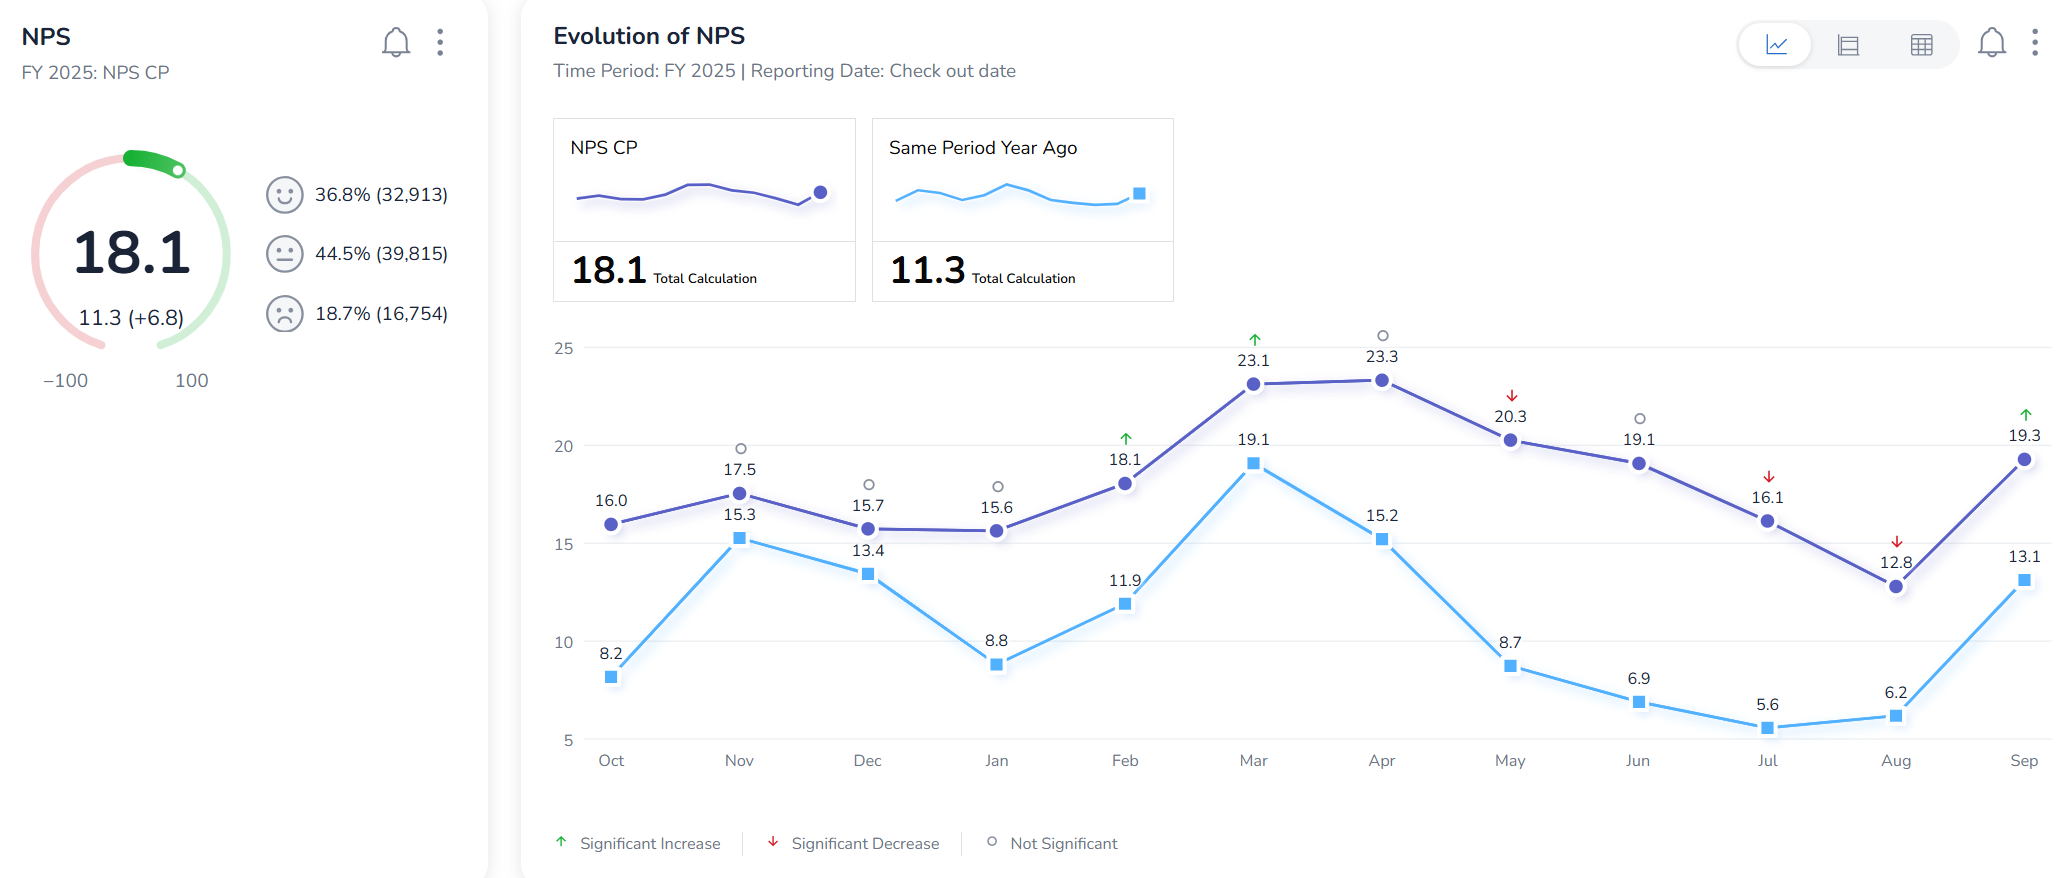 NPS
FY 2025: NPS CP
18.1
11.3 (+6.8)
−100
100
36.8% (32,913)
44.5% (39,815)
18.7% (16,754)
Evolution of NPS
Time Period: FY 2025 | Reporting Date: Check out date
NPS CP
18.1 Total Calculation
Same Period Year Ago
11.3 Total Calculation
25
20
15
10
5
16.0
17.5
15.7
15.6
18.1
23.1
23.3
20.3
19.1
16.1
12.8
19.3
8.2
15.3
13.4
8.8
11.9
19.1
15.2
8.7
6.9
5.6
6.2
13.1
Oct
Nov
Dec
Jan
Feb
Mar
Apr
May
Jun
Jul
Aug
Sep
Significant Increase
Significant Decrease
Not Significant